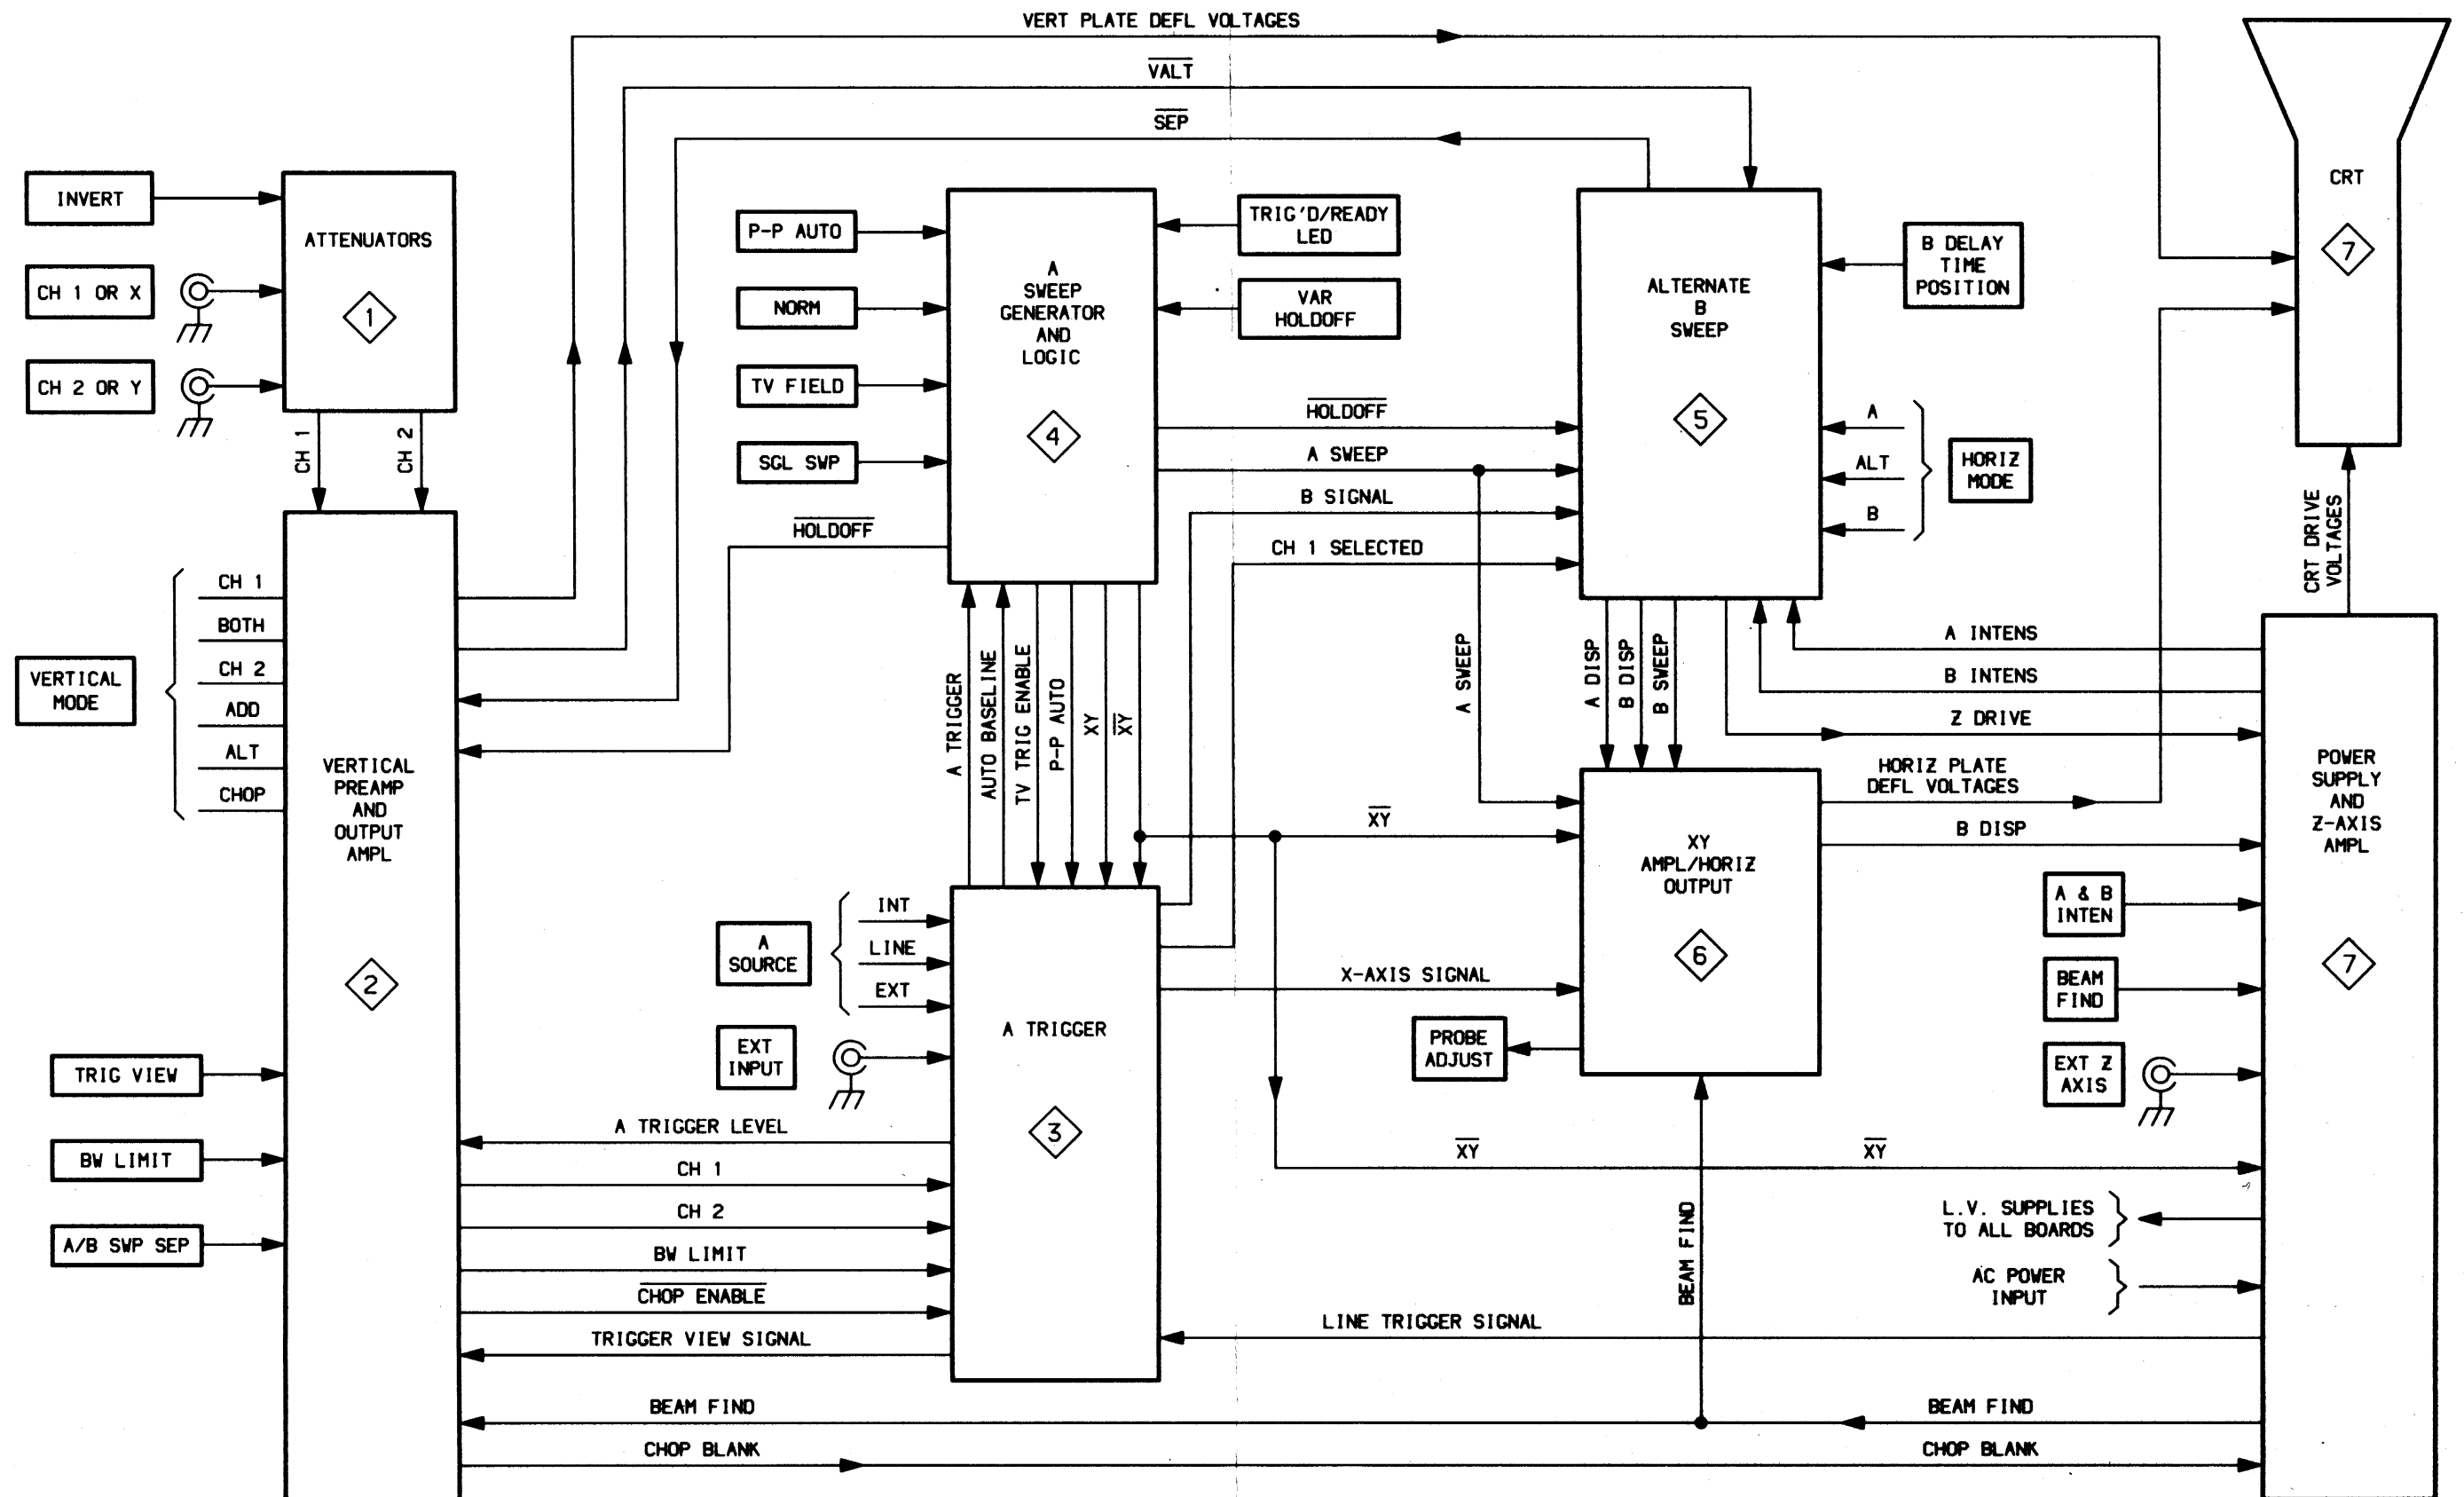 VERT PLATE DEFL VOLTAGES
VALT
SEP
INVERT
CH 1 OR X
CH 2 OR Y
ATTENUATORS
1
CH 1
CH 2
VERTICAL
MODE
CH 1
BOTH
CH 2
ADD
ALT
CHOP
VERTICAL
PREAMP
AND
OUTPUT
AMPL
2
TRIG VIEW
BW LIMIT
A/B SWP SEP
P-P AUTO
NORM
TV FIELD
SGL SWP
HOLDOFF
A
SWEEP
GENERATOR
AND
LOGIC
4
TRIG'D/READY
LED
VAR
HOLDOFF
HOLDOFF
A SWEEP
B SIGNAL
CH 1 SELECTED
A TRIGGER
AUTO BASELINE
TV TRIG ENABLE
P-P AUTO
XY
XY
A
SOURCE
INT
LINE
EXT
EXT
INPUT
A TRIGGER
3
A TRIGGER LEVEL
CH 1
CH 2
BW LIMIT
CHOP ENABLE
TRIGGER VIEW SIGNAL
BEAM FIND
CHOP BLANK
ALTERNATE
B
SWEEP
5
B DELAY
TIME
POSITION
A
ALT
B
HORIZ
MODE
A SWEEP
A DISP
B DISP
B SWEEP
A INTENS
B INTENS
Z DRIVE
HORIZ PLATE
DEFL VOLTAGES
B DISP
XY
XY
AMPL/HORIZ
OUTPUT
6
X-AXIS SIGNAL
PROBE
ADJUST
XY
XY
BEAM FIND
LINE TRIGGER SIGNAL
CRT
7
CRT DRIVE
VOLTAGES
POWER
SUPPLY
AND
Z-AXIS
AMPL
7
A & B
INTEN
BEAM
FIND
EXT Z
AXIS
L.V. SUPPLIES
TO ALL BOARDS
AC POWER
INPUT
BEAM FIND
CHOP BLANK